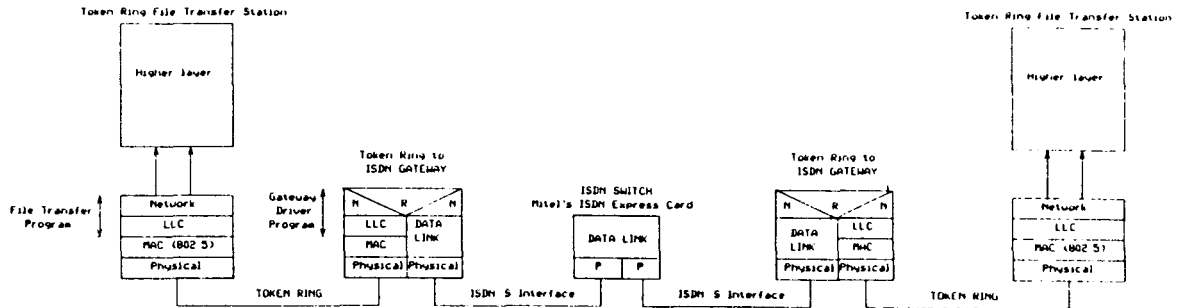 Token Ring File Transfer Station
Higher layer
File Transfer
Program
Network
LLC
MAC (802 5)
Physical
Token Ring to
ISDN GATEWAY
Gateway
Driver
Program
N R N
LLC
MAC
Physical
DATA
LINK
Physical
ISDN SWITCH
Mitel's ISDN Express Card
DATA LINK
P P
Token Ring to
ISDN GATEWAY
N R N
DATA
LINK
Physical
LLC
MAC
Physical
Token Ring File Transfer Station
Higher layer
Network
LLC
MAC (802 5)
Physical
TOKEN RING
ISDN S Interface
ISDN S Interface
TOKEN RING